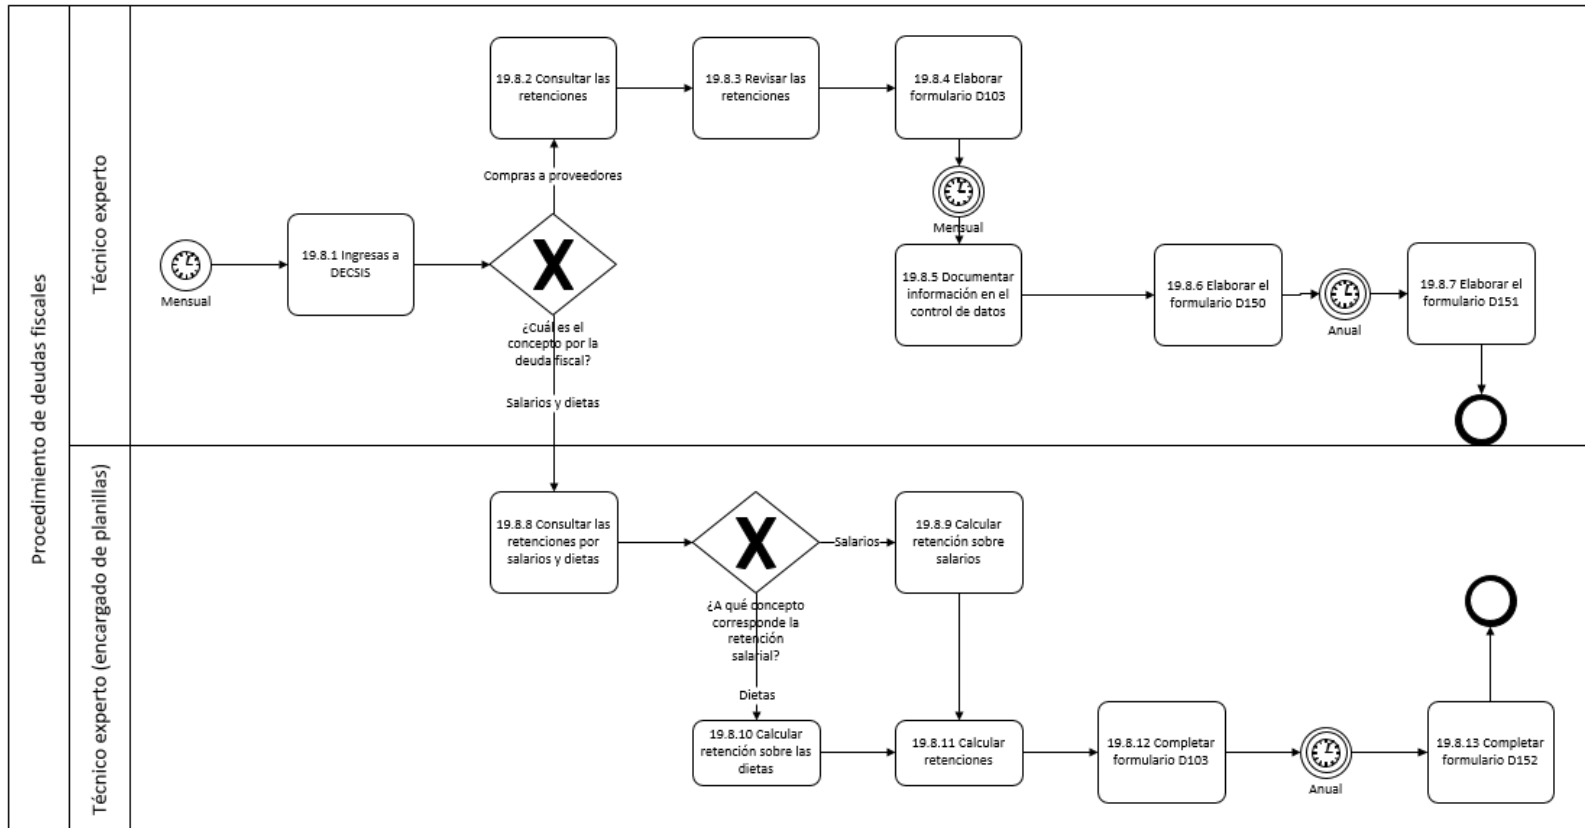 Procedimiento de deudas fiscales
Técnico experto
Mensual
19.8.1 Ingresas a
DECSIS
¿Cuál es el
concepto por la
deuda fiscal?
Compras a proveedores
19.8.2 Consultar las
retenciones
19.8.3 Revisar las
retenciones
19.8.4 Elaborar
formulario D103
Mensual
19.8.5 Documentar
información en el
control de datos
19.8.6 Elaborar el
formulario D150
Anual
19.8.7 Elaborar el
formulario D151
Salarios y dietas
Técnico experto (encargado de planillas)
19.8.8 Consultar las
retenciones por
salarios y dietas
¿A qué concepto
corresponde la
retención
salarial?
Salarios
19.8.9 Calcular
retención sobre
salarios
Dietas
19.8.10 Calcular
retención sobre las
dietas
19.8.11 Calcular
retenciones
19.8.12 Completar
formulario D103
Anual
19.8.13 Completar
formulario D152